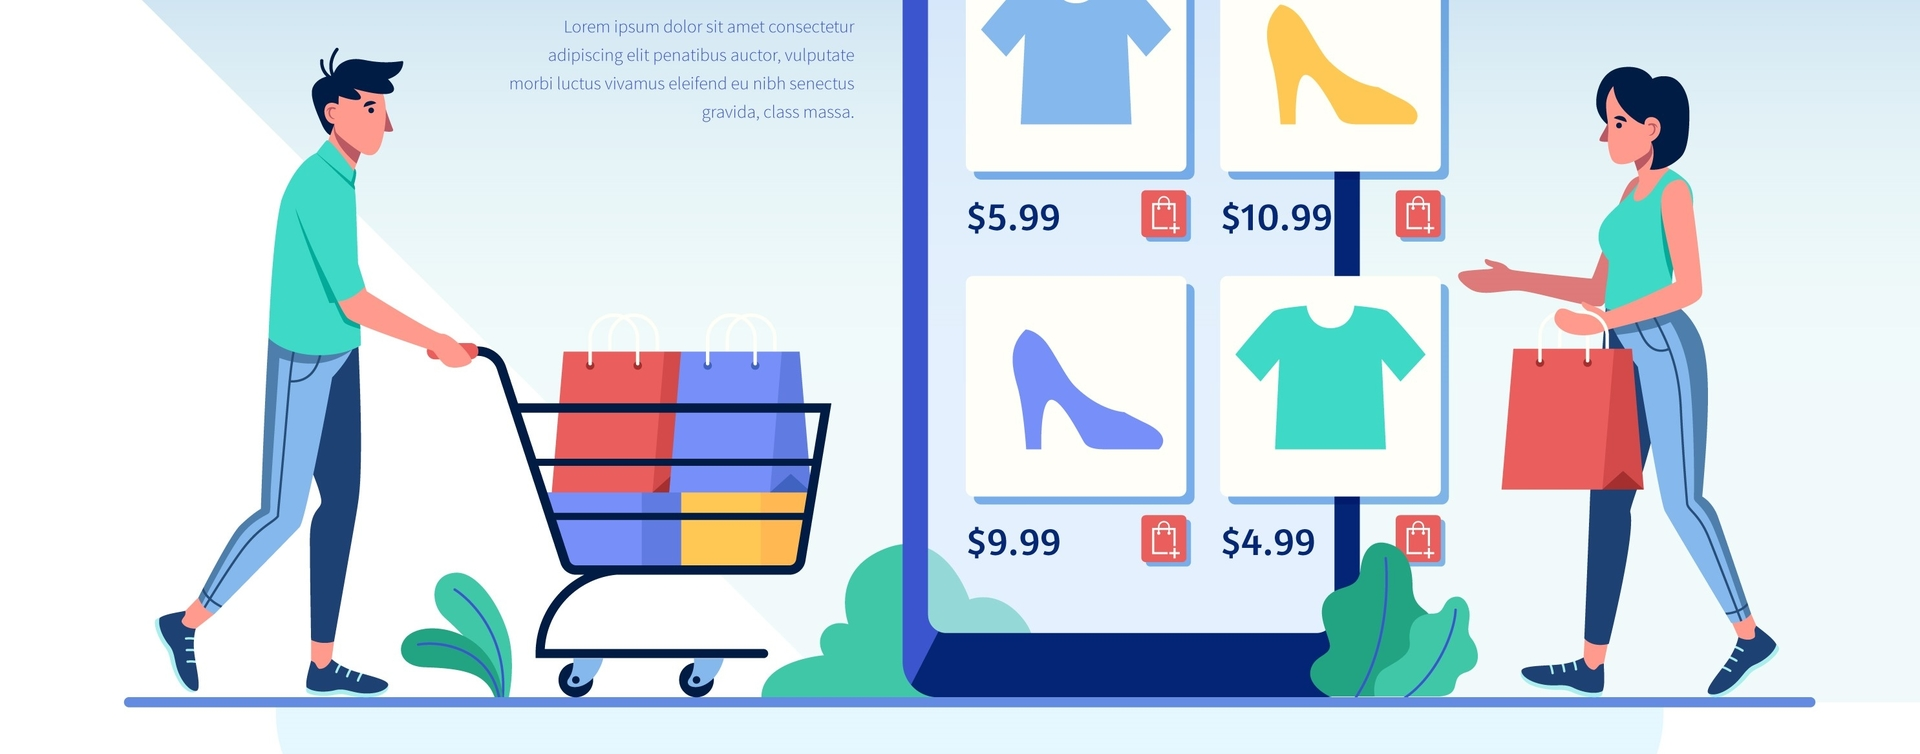 Lorem ipsum dolor sit amet consectetur
adipiscing elit penatibus auctor, vulputate
morbi luctus vivamus eleifend eu nibh senectus
gravida, class massa.
$5.99
$10.99
$9.99
$4.99